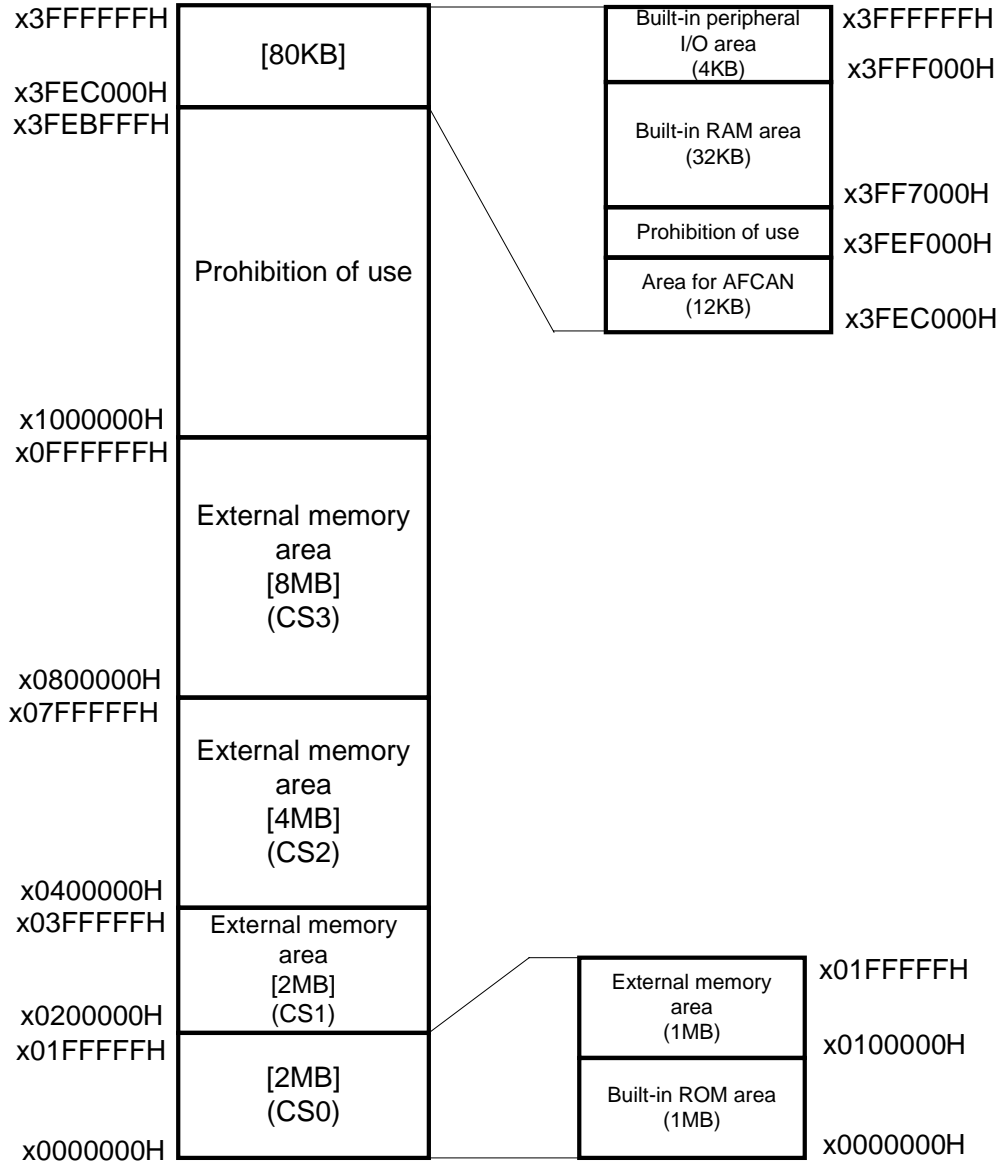 x3FFFFFFH
[80KB]
x3FEC000H
x3FEBFFFH
Prohibition of use
x1000000H
x0FFFFFFH
External memory
area
[8MB]
(CS3)
x0800000H
x07FFFFFH
External memory
area
[4MB]
(CS2)
x0400000H
x03FFFFFH
External memory
area
[2MB]
(CS1)
x0200000H
x01FFFFFH
[2MB]
(CS0)
x0000000H
Built-in peripheral
I/O area
(4KB)
x3FFFFFFH
x3FFF000H
Built-in RAM area
(32KB)
x3FF7000H
Prohibition of use
x3FEF000H
Area for AFCAN
(12KB)
x3FEC000H
External memory
area
(1MB)
x01FFFFFH
x0100000H
Built-in ROM area
(1MB)
x0000000H